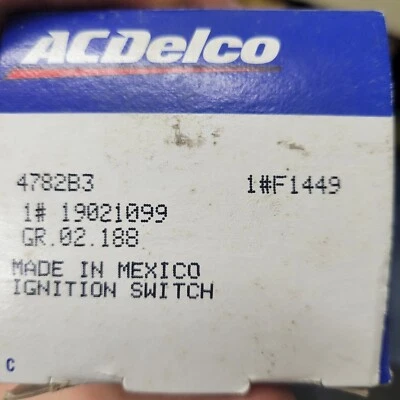 ACDelco
4782B3 1#F1449
1# 19021099
GR.02.188
MADE IN MEXICO
IGNITION SWITCH
C